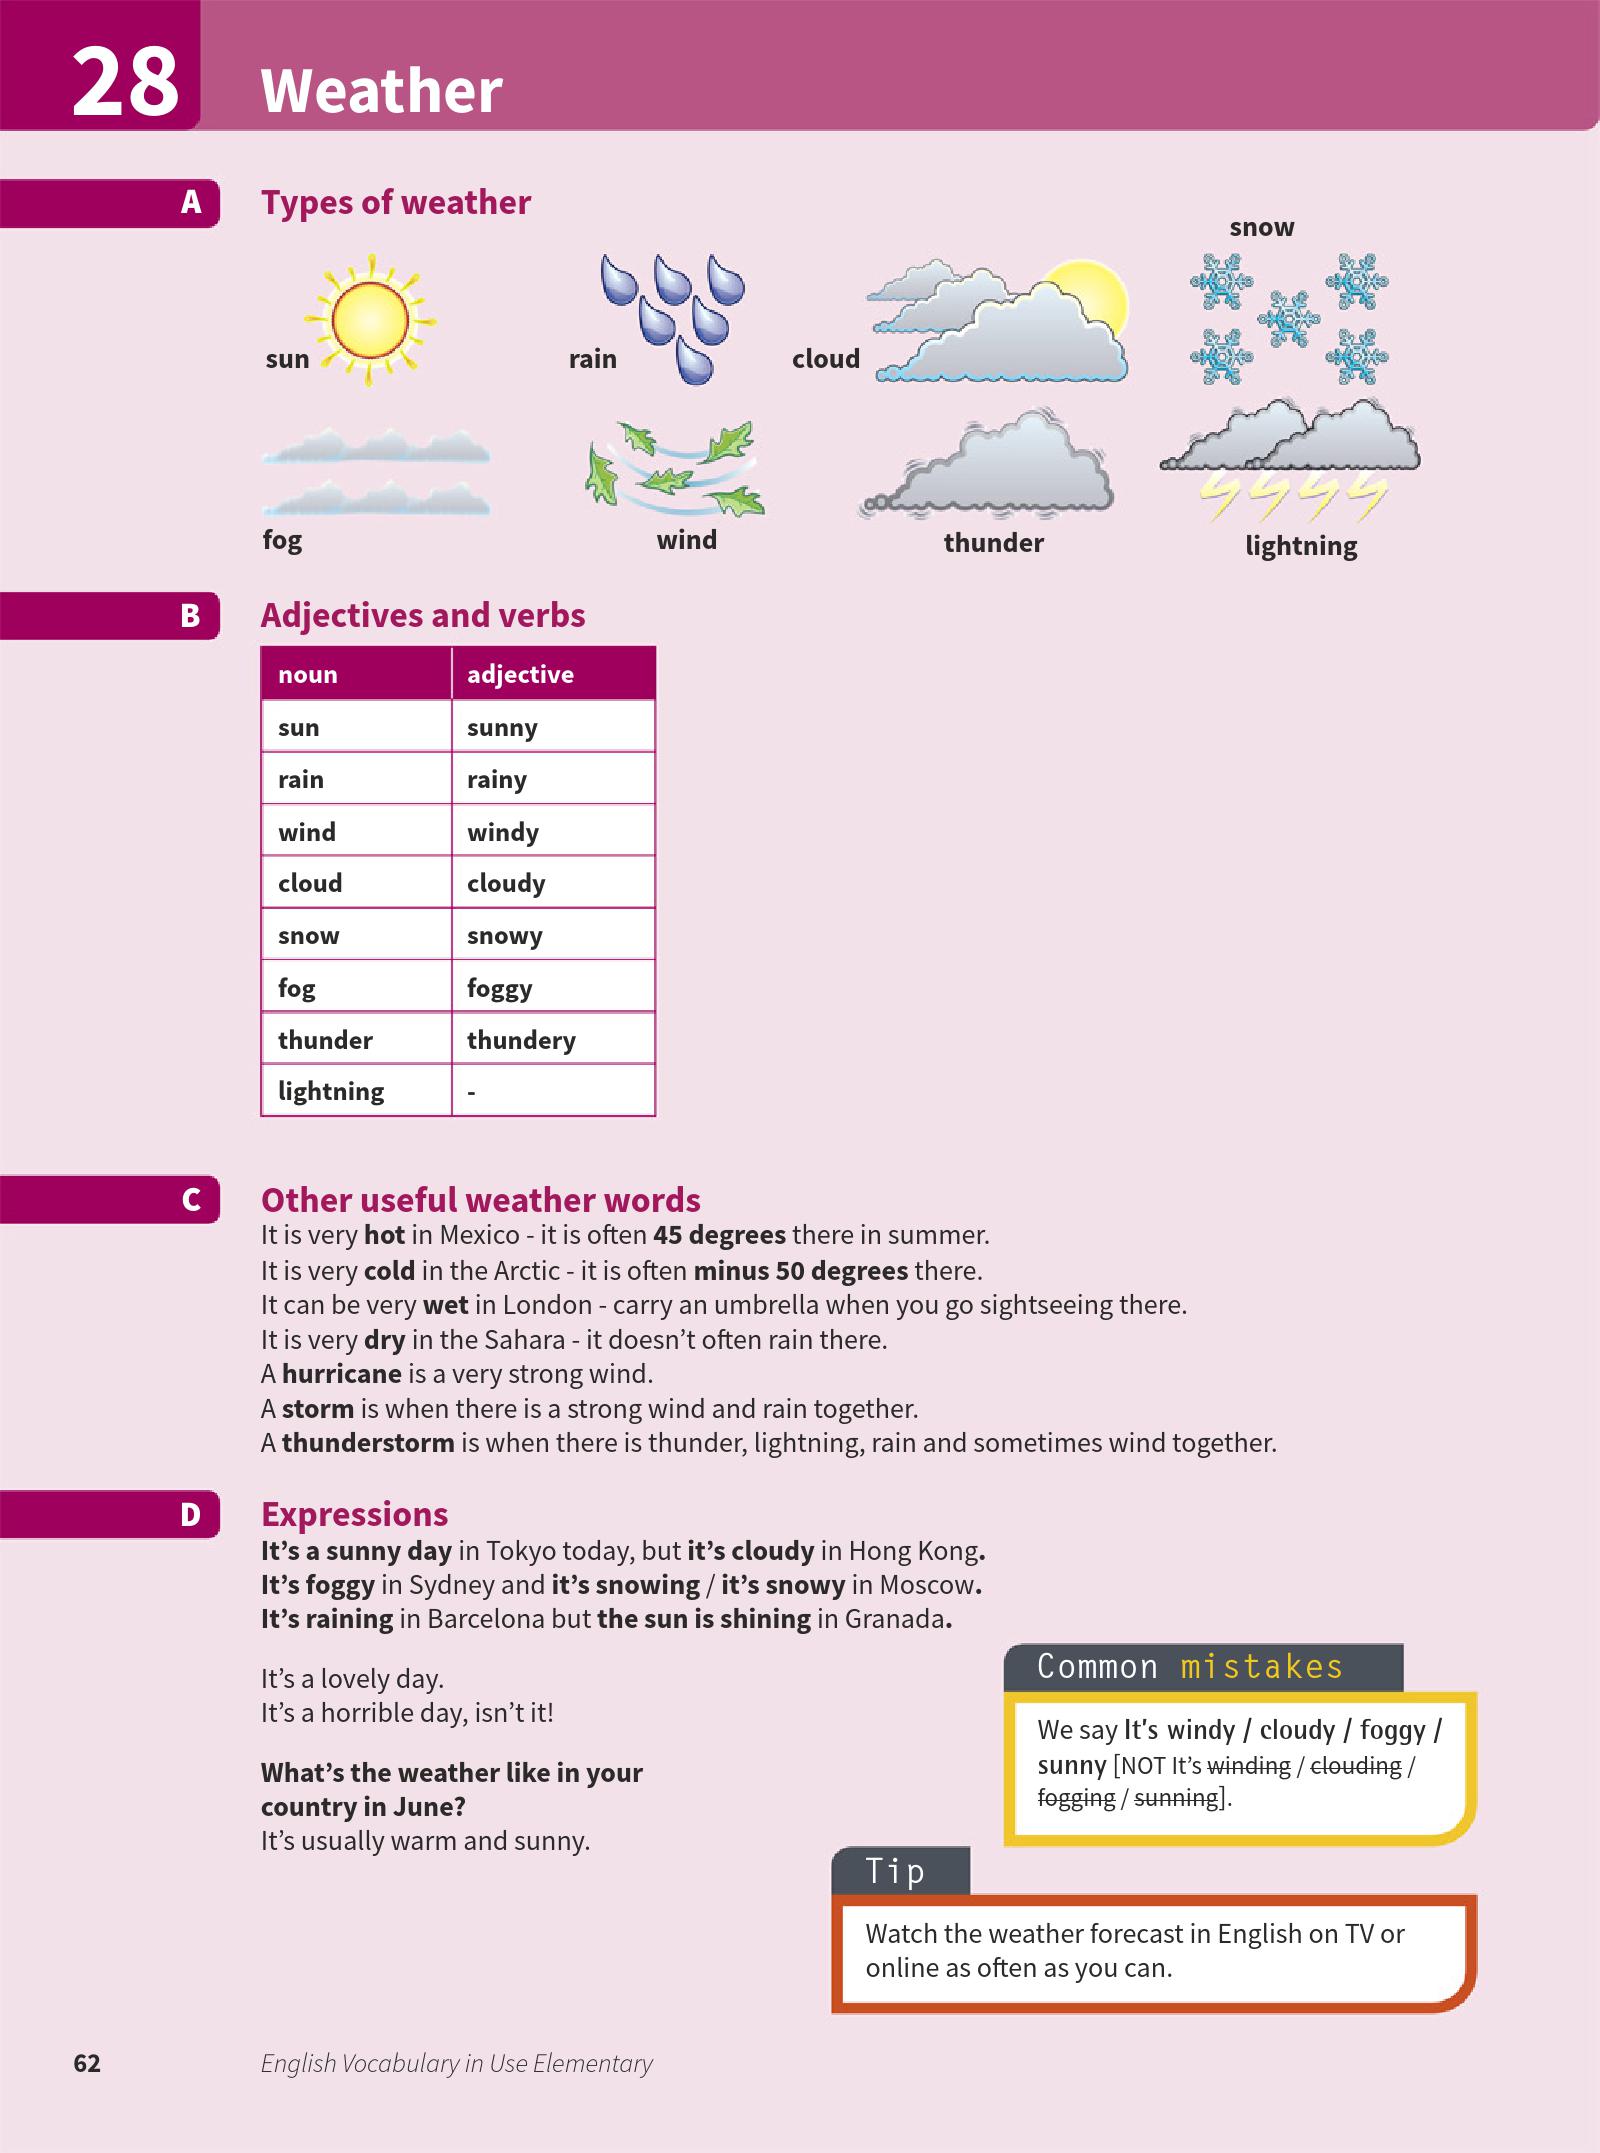 28
Weather
A
Types of weather
snow
sun
rain
cloud
fog
wind
thunder
lightning
B
Adjectives and verbs
noun adjective
sun sunny
rain rainy
wind windy
cloud cloudy
snow snowy
fog foggy
thunder thundery
lightning -
C
Other useful weather words
It is very hot in Mexico - it is often 45 degrees there in summer.
It is very cold in the Arctic - it is often minus 50 degrees there.
It can be very wet in London - carry an umbrella when you go sightseeing there.
It is very dry in the Sahara - it doesn’t often rain there.
A hurricane is a very strong wind.
A storm is when there is a strong wind and rain together.
A thunderstorm is when there is thunder, lightning, rain and sometimes wind together.
D
Expressions
It’s a sunny day in Tokyo today, but it’s cloudy in Hong Kong.
It’s foggy in Sydney and it’s snowing / it’s snowy in Moscow.
It’s raining in Barcelona but the sun is shining in Granada.
It’s a lovely day.
It’s a horrible day, isn’t it!
What’s the weather like in your
country in June?
It’s usually warm and sunny.
Common mistakes
We say It's windy / cloudy / foggy /
sunny [NOT It’s winding / clouding /
fogging / sunning].
Tip
Watch the weather forecast in English on TV or
online as often as you can.
62
English Vocabulary in Use Elementary